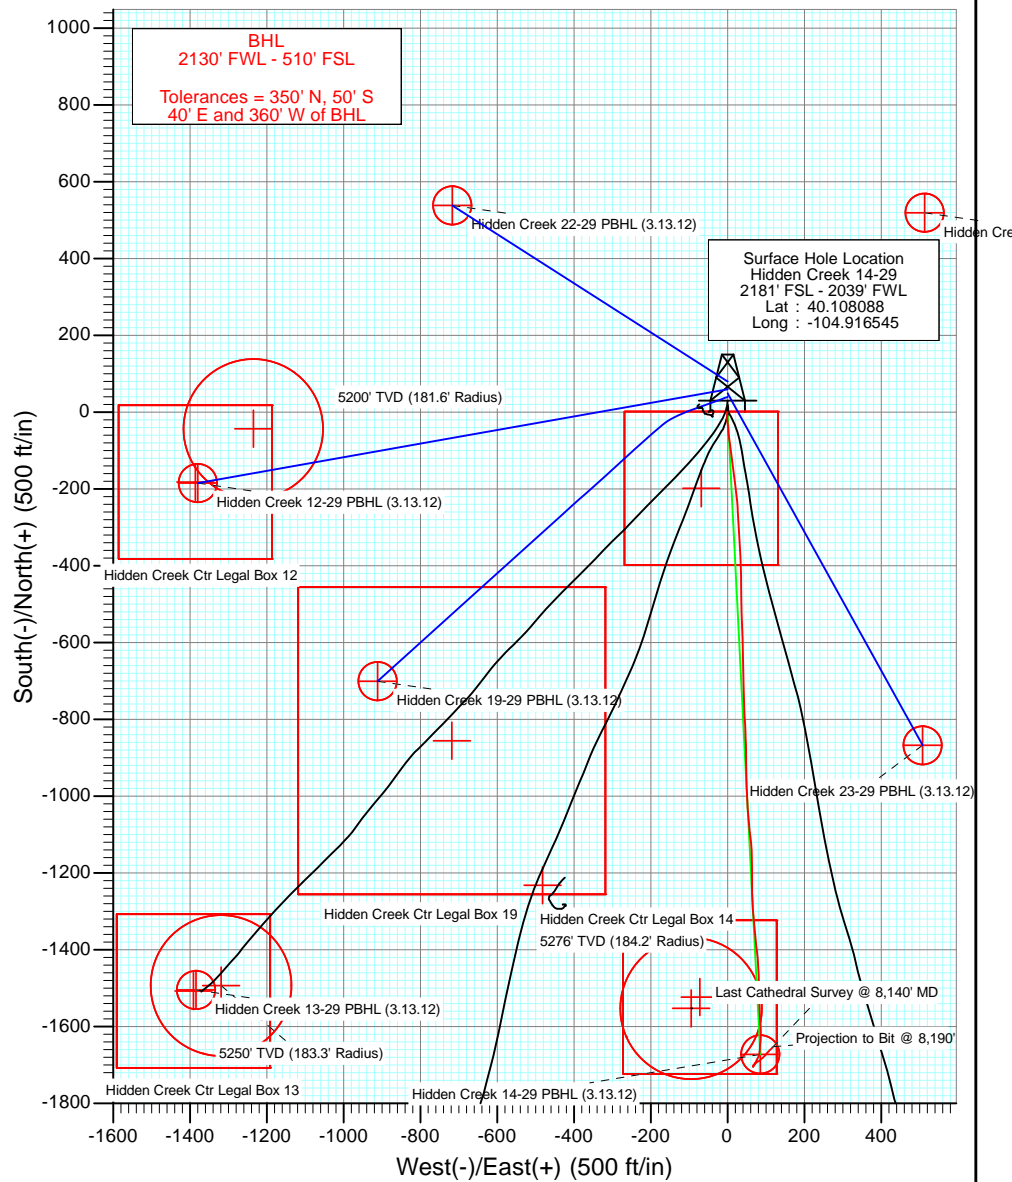 1000
800
600
400
200
0
-200
-400
-600
-800
-1000
-1200
-1400
-1600
-1800
South(-)/North(+) (500 ft/in)
BHL
2130' FWL - 510' FSL
Tolerances = 350' N, 50' S
40' E and 360' W of BHL
Hidden Creek 22-29 PBHL (3.13.12)
Hidden Cre
Surface Hole Location
Hidden Creek 14-29
2181' FSL - 2039' FWL
Lat : 40.108088
Long : -104.916545
5200' TVD (181.6' Radius)
Hidden Creek 12-29 PBHL (3.13.12)
Hidden Creek Ctr Legal Box 12
Hidden Creek 19-29 PBHL (3.13.12)
Hidden Creek 23-29 PBHL (3.13.12)
Hidden Creek Ctr Legal Box 19
Hidden Creek Ctr Legal Box 14
5276' TVD (184.2' Radius)
Last Cathedral Survey @ 8,140' MD
Hidden Creek 13-29 PBHL (3.13.12)
Projection to Bit @ 8,190'
5250' TVD (183.3' Radius)
Hidden Creek Ctr Legal Box 13
Hidden Creek 14-29 PBHL (3.13.12)
-1600 -1400 -1200 -1000 -800 -600 -400 -200 0 200 400
West(-)/East(+) (500 ft/in)